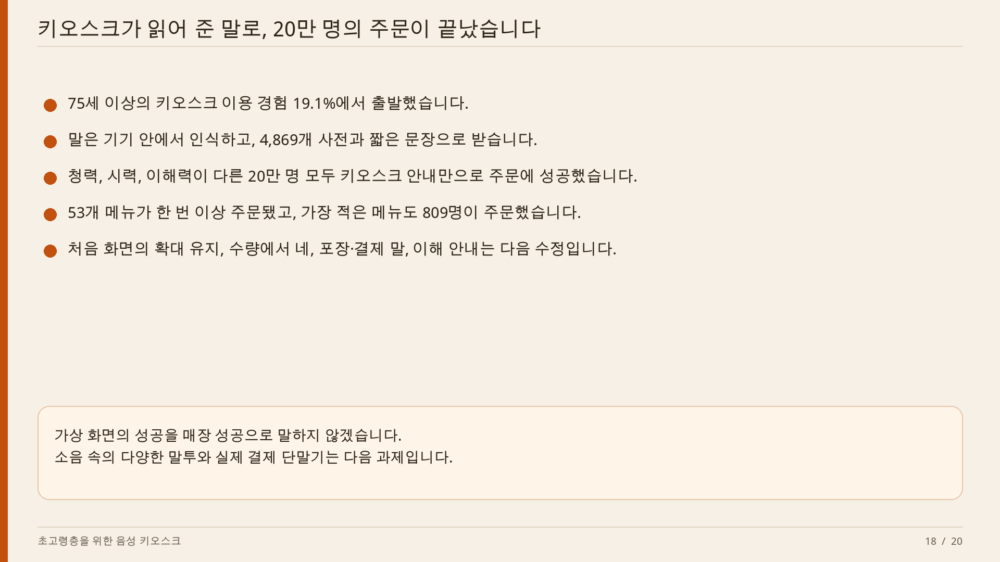 키오스크가 읽어 준 말로, 20만 명의 주문이 끝났습니다
75세 이상의 키오스크 이용 경험 19.1%에서 출발했습니다.
말은 기기 안에서 인식하고, 4,869개 사전과 짧은 문장으로 받습니다.
청력, 시력, 이해력이 다른 20만 명 모두 키오스크 안내만으로 주문에 성공했습니다.
53개 메뉴가 한 번 이상 주문됐고, 가장 적은 메뉴도 809명이 주문했습니다.
처음 화면의 확대 유지, 수량에서 네, 포장·결제 말, 이해 안내는 다음 수정입니다.
가상 화면의 성공을 매장 성공으로 말하지 않겠습니다.
소음 속의 다양한 말투와 실제 결제 단말기는 다음 과제입니다.
초고령층을 위한 음성 키오스크
18 / 20